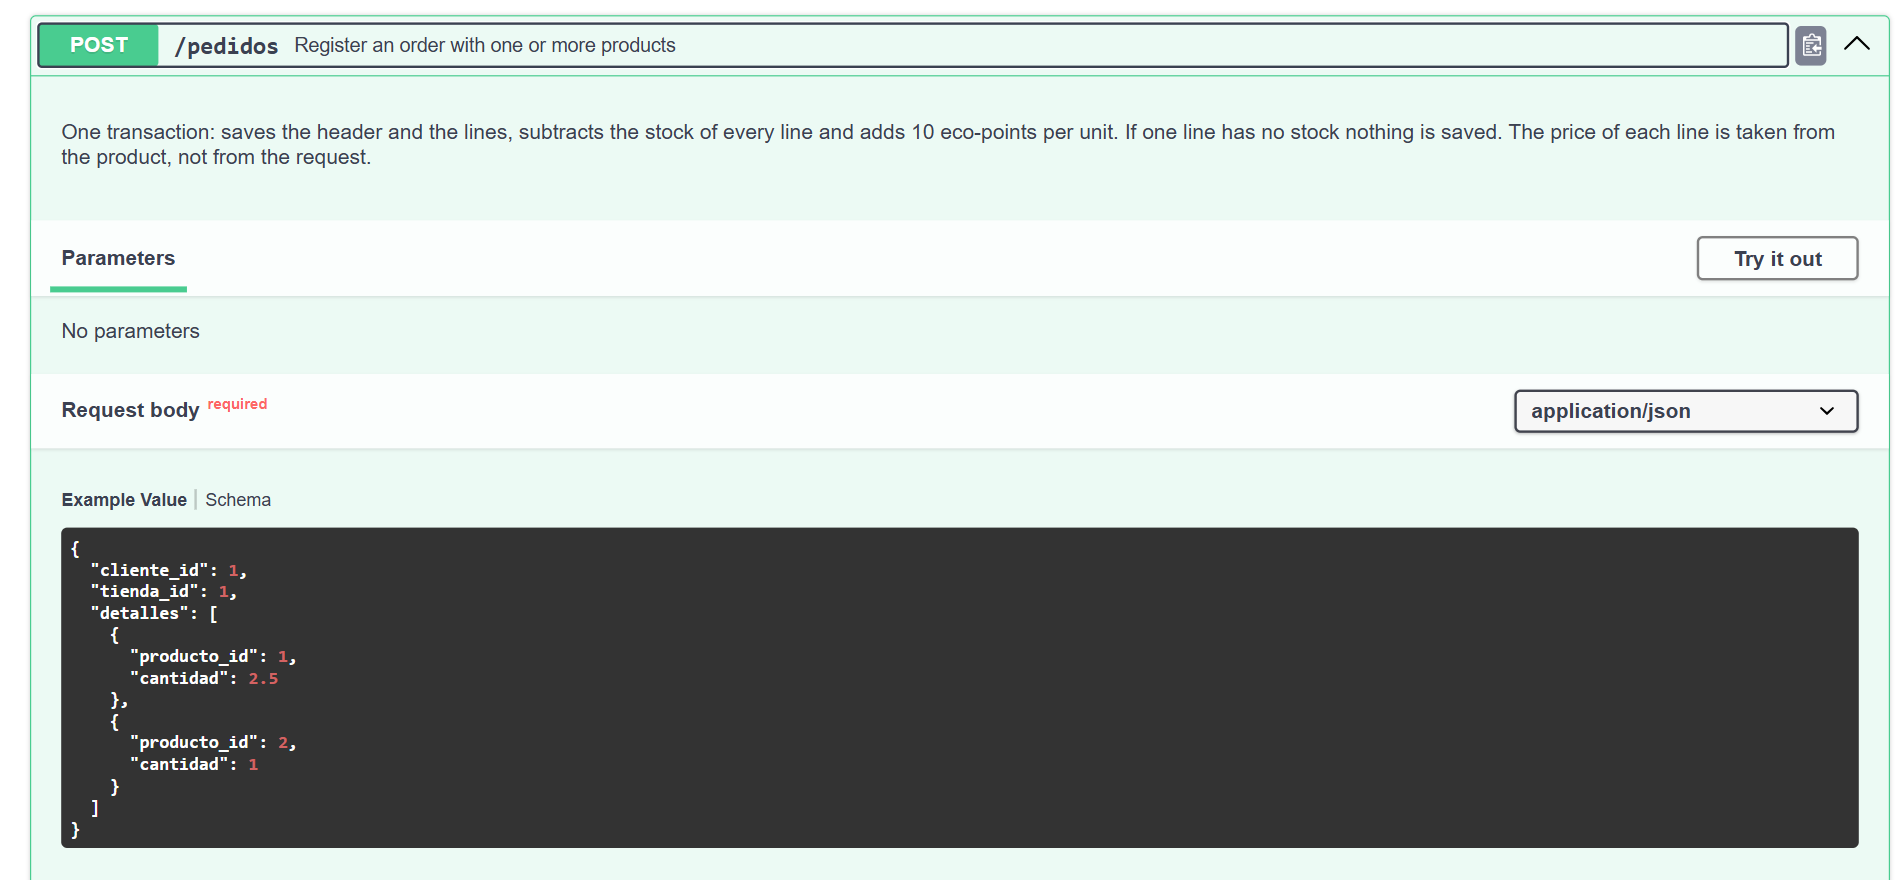 POST /pedidos Register an order with one or more products
One transaction: saves the header and the lines, subtracts the stock of every line and adds 10 eco-points per unit. If one line has no stock nothing is saved. The price of each line is taken from
the product, not from the request.
Parameters
Try it out
No parameters
Request body required
application/json
Example Value | Schema
{
  "cliente_id": 1,
  "tienda_id": 1,
  "detalles": [
    {
      "producto_id": 1,
      "cantidad": 2.5
    },
    {
      "producto_id": 2,
      "cantidad": 1
    }
  ]
}